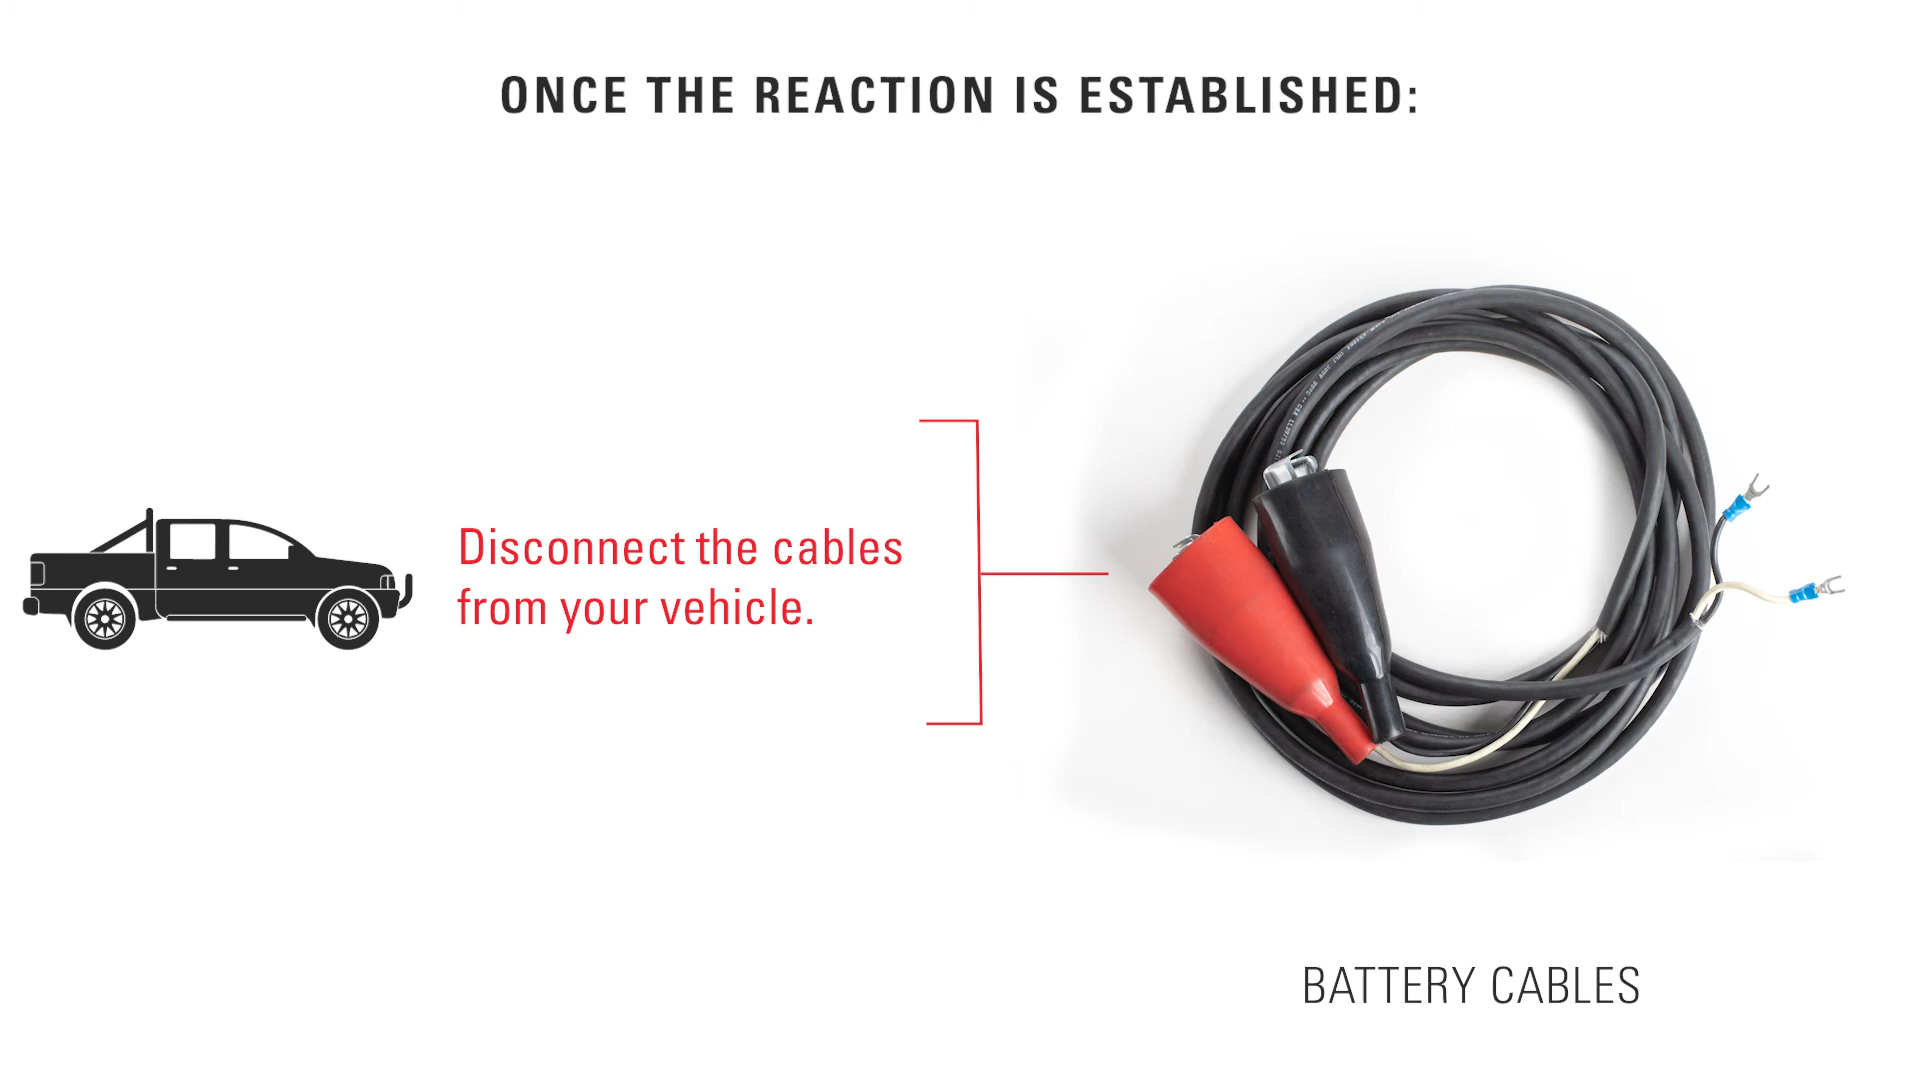 ONCE THE REACTION IS ESTABLISHED:
Disconnect the cables
from your vehicle.
BATTERY CABLES